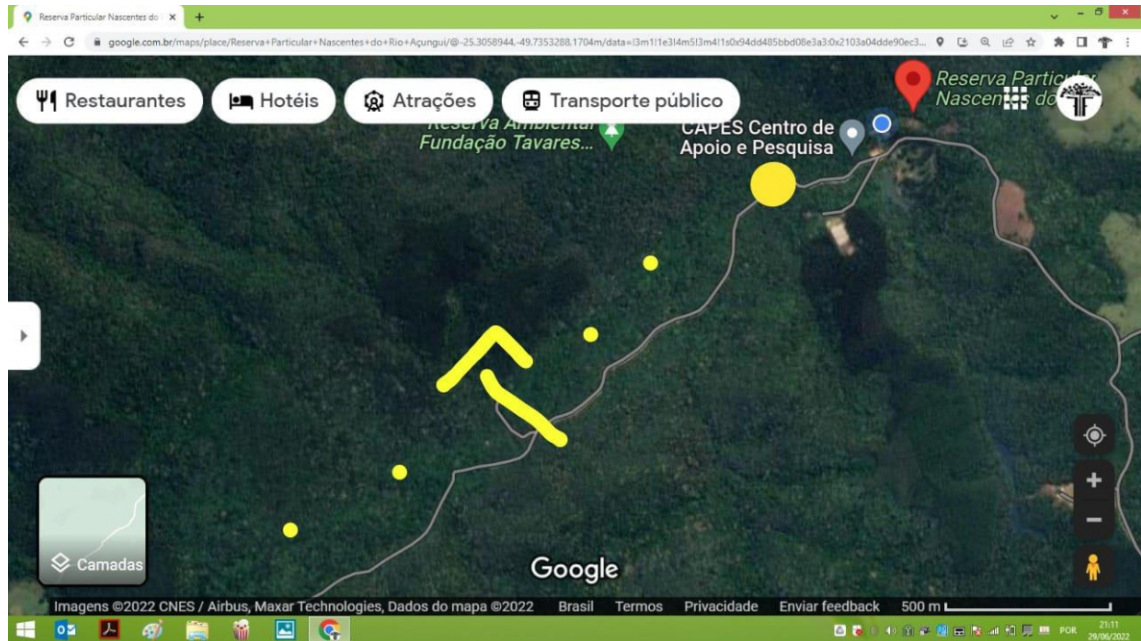 Reserva Particular Nascentes do
google.com.br/maps/place/Reserva+Particular+Nascentes+do+Rio+Açungui/@-25.3058944,-49.7353288,1704m/data=!3m1!1e3!4m5!3m4!1s0x94dd485bbd08e3a3:0x2103a04dde90ec3...
Restaurantes
Hotéis
Atrações
Transporte público
Reserva Particular
Nascentes do
Reserva Ambiental
Fundação Tavares...
CAPES Centro de
Apoio e Pesquisa
Camadas
Google
Imagens ©2022 CNES / Airbus, Maxar Technologies, Dados do mapa ©2022 Brasil Termos Privacidade Enviar feedback 500 m
POR
21:11
29/06/2022